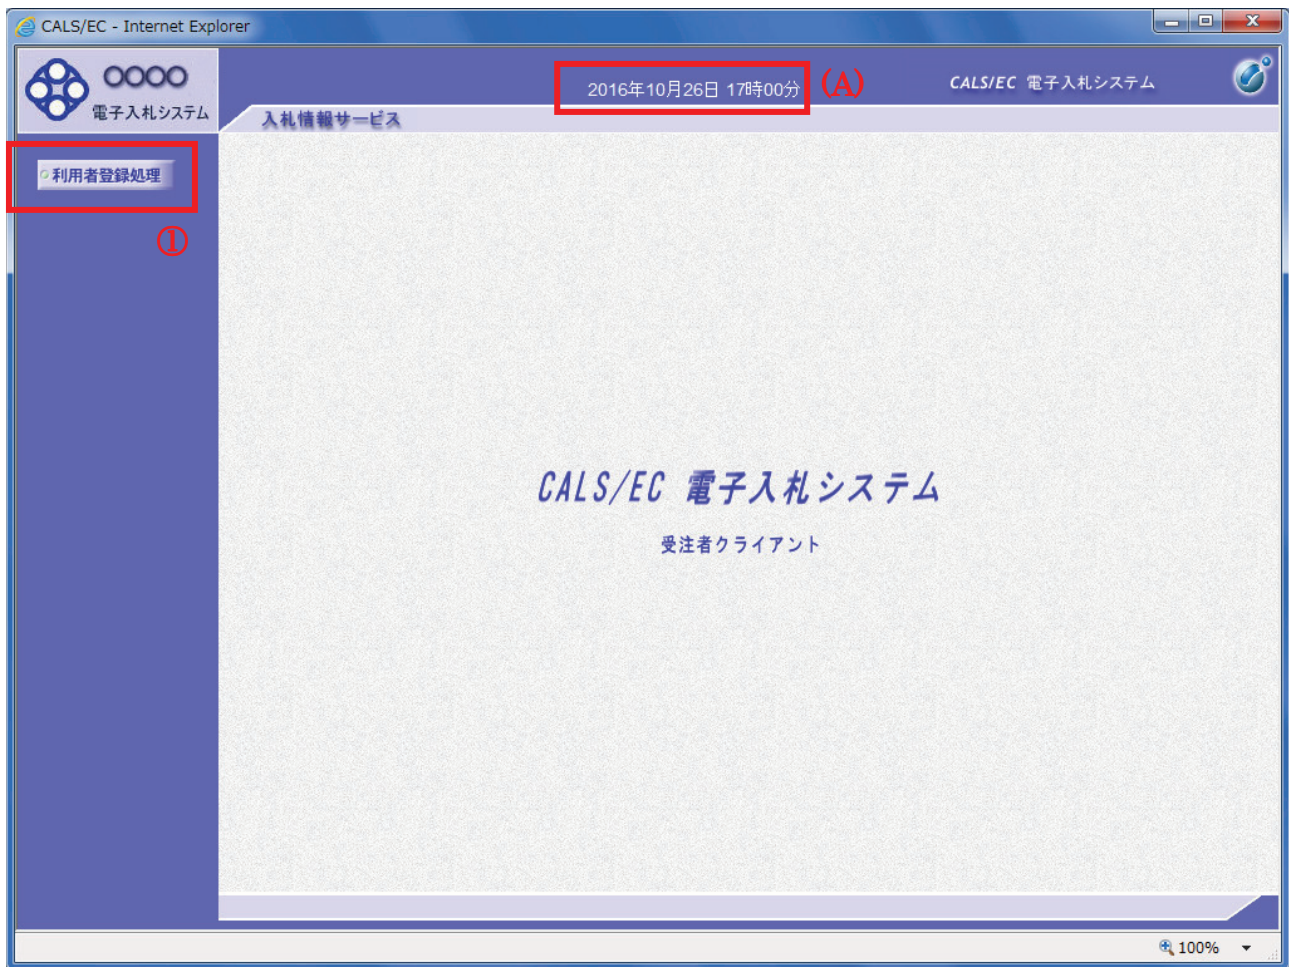 CALS/EC - Internet Explorer
〇〇〇〇
電子入札システム
2016年10月26日 17時00分
(A)
CALS/EC 電子入札システム
入札情報サービス
利用者登録処理
①
CALS/EC 電子入札システム
受注者クライアント
100%